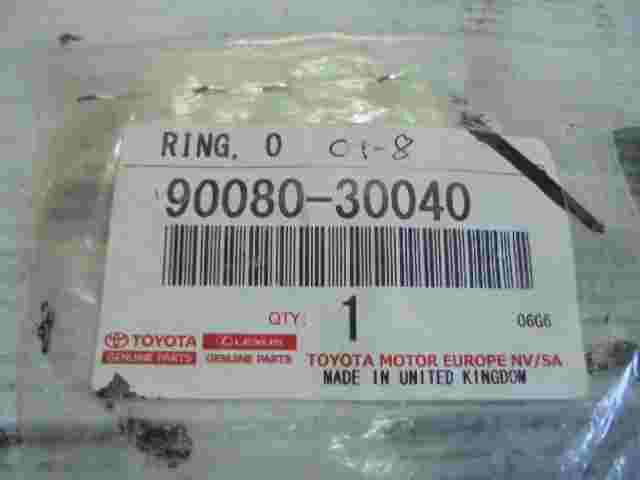 RING, O C1-8
90080-30040
QTY: 1 06G6
TOYOTA LEXUS
GENUINE PARTS GENUINE PARTS
TOYOTA MOTOR EUROPE NV/SA
MADE IN UNITED KINGDOM